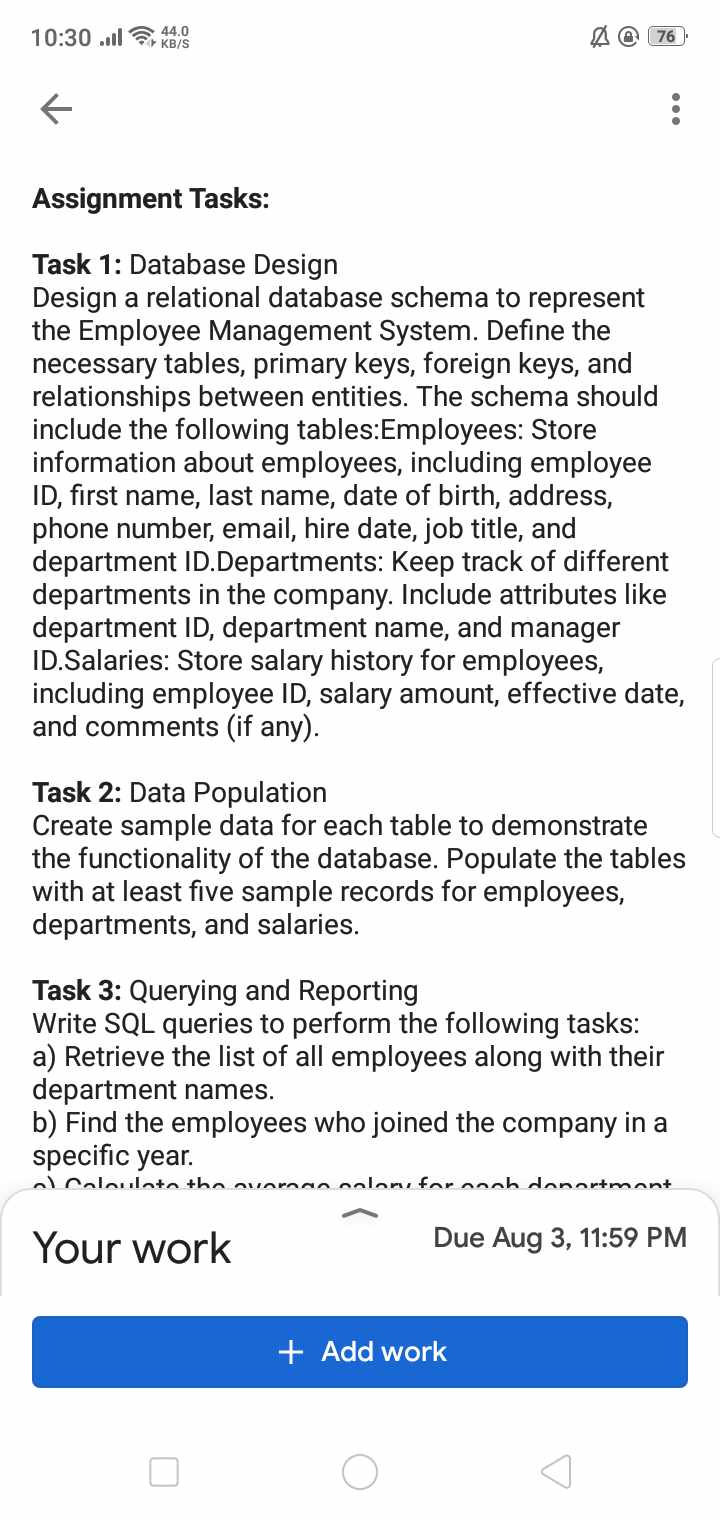 10:30
44.0
KB/S
76
Assignment Tasks:
Task 1: Database Design
Design a relational database schema to represent
the Employee Management System. Define the
necessary tables, primary keys, foreign keys, and
relationships between entities. The schema should
include the following tables:Employees: Store
information about employees, including employee
ID, first name, last name, date of birth, address,
phone number, email, hire date, job title, and
department ID.Departments: Keep track of different
departments in the company. Include attributes like
department ID, department name, and manager
ID.Salaries: Store salary history for employees,
including employee ID, salary amount, effective date,
and comments (if any).
Task 2: Data Population
Create sample data for each table to demonstrate
the functionality of the database. Populate the tables
with at least five sample records for employees,
departments, and salaries.
Task 3: Querying and Reporting
Write SQL queries to perform the following tasks:
a) Retrieve the list of all employees along with their
department names.
b) Find the employees who joined the company in a
specific year.
c) Calculate the average salary for each department
Your work
Due Aug 3, 11:59 PM
+ Add work